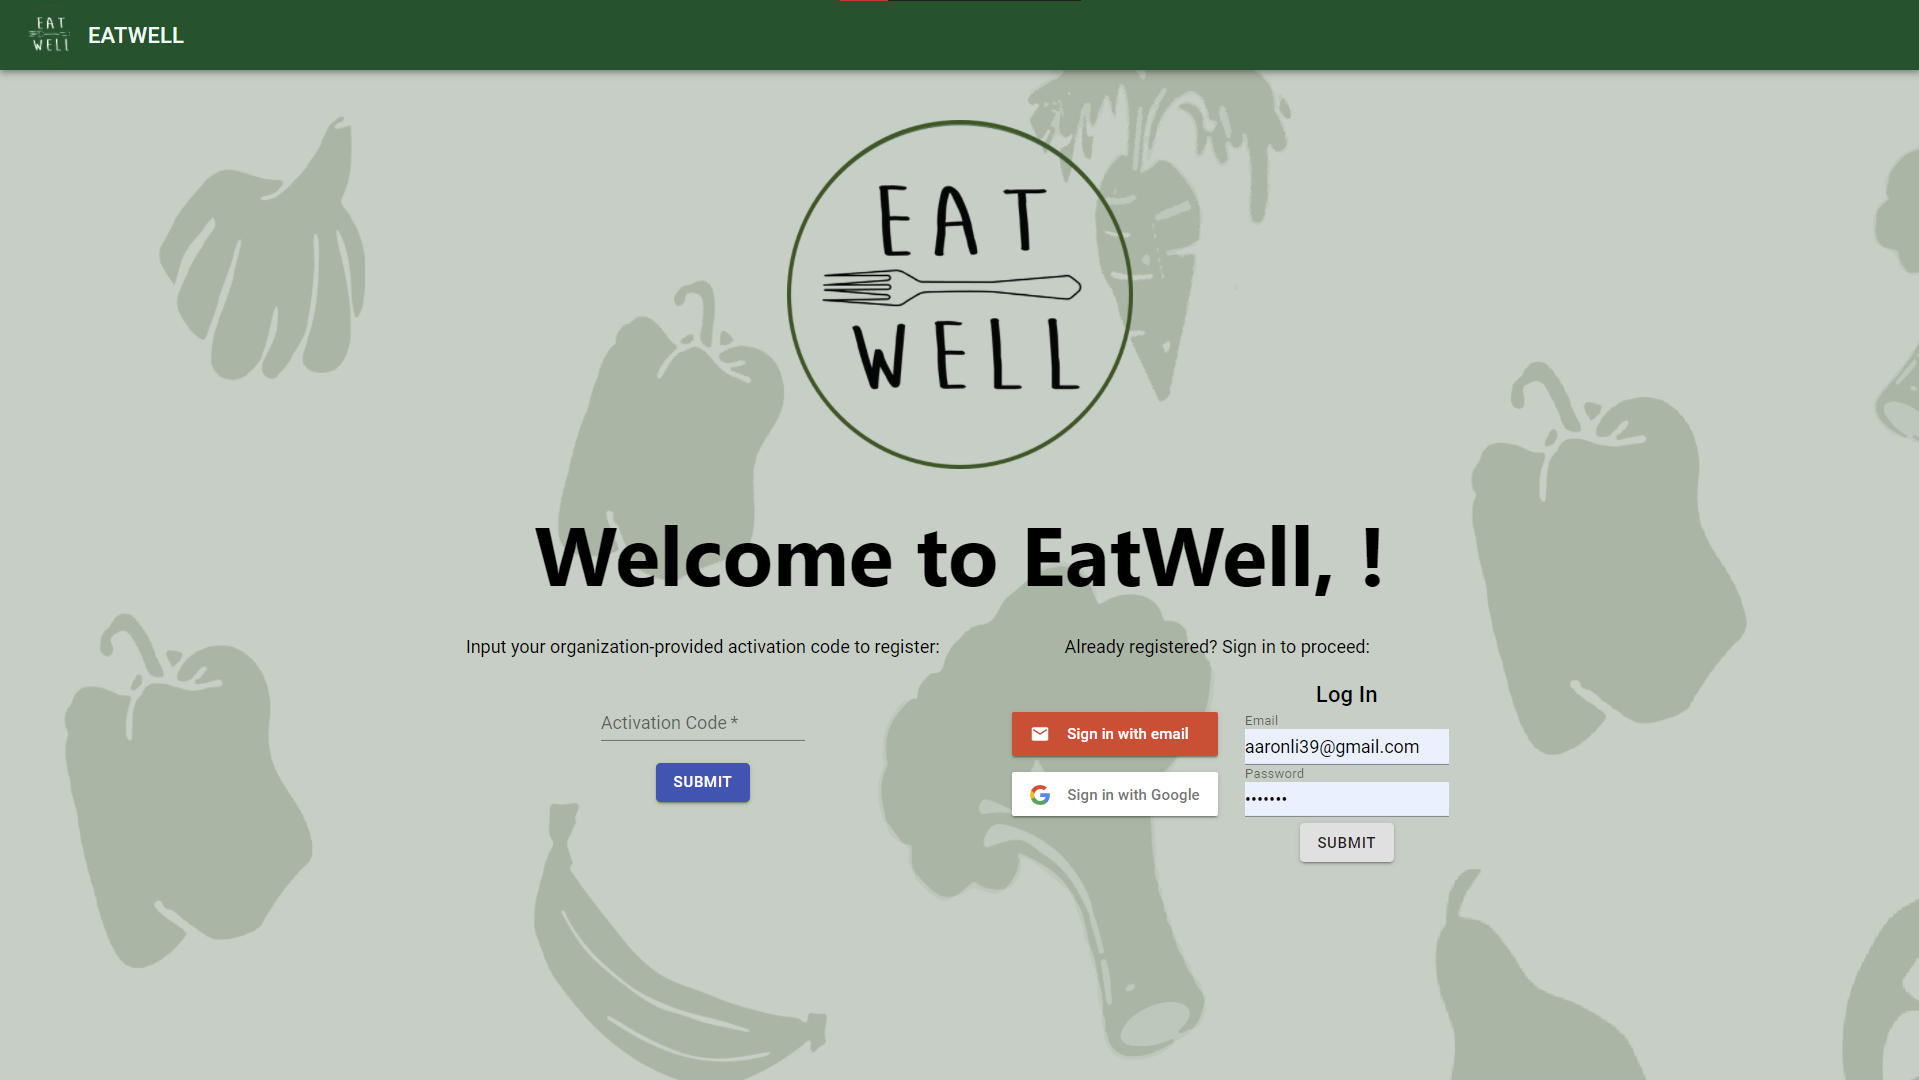 EAT
WELL
EATWELL
EAT
WELL
Welcome to EatWell, !
Input your organization-provided activation code to register:
Already registered? Sign in to proceed:
Activation Code *
SUBMIT
Sign in with email
Sign in with Google
Log In
Email
aaronli39@gmail.com
Password
•••••••
SUBMIT